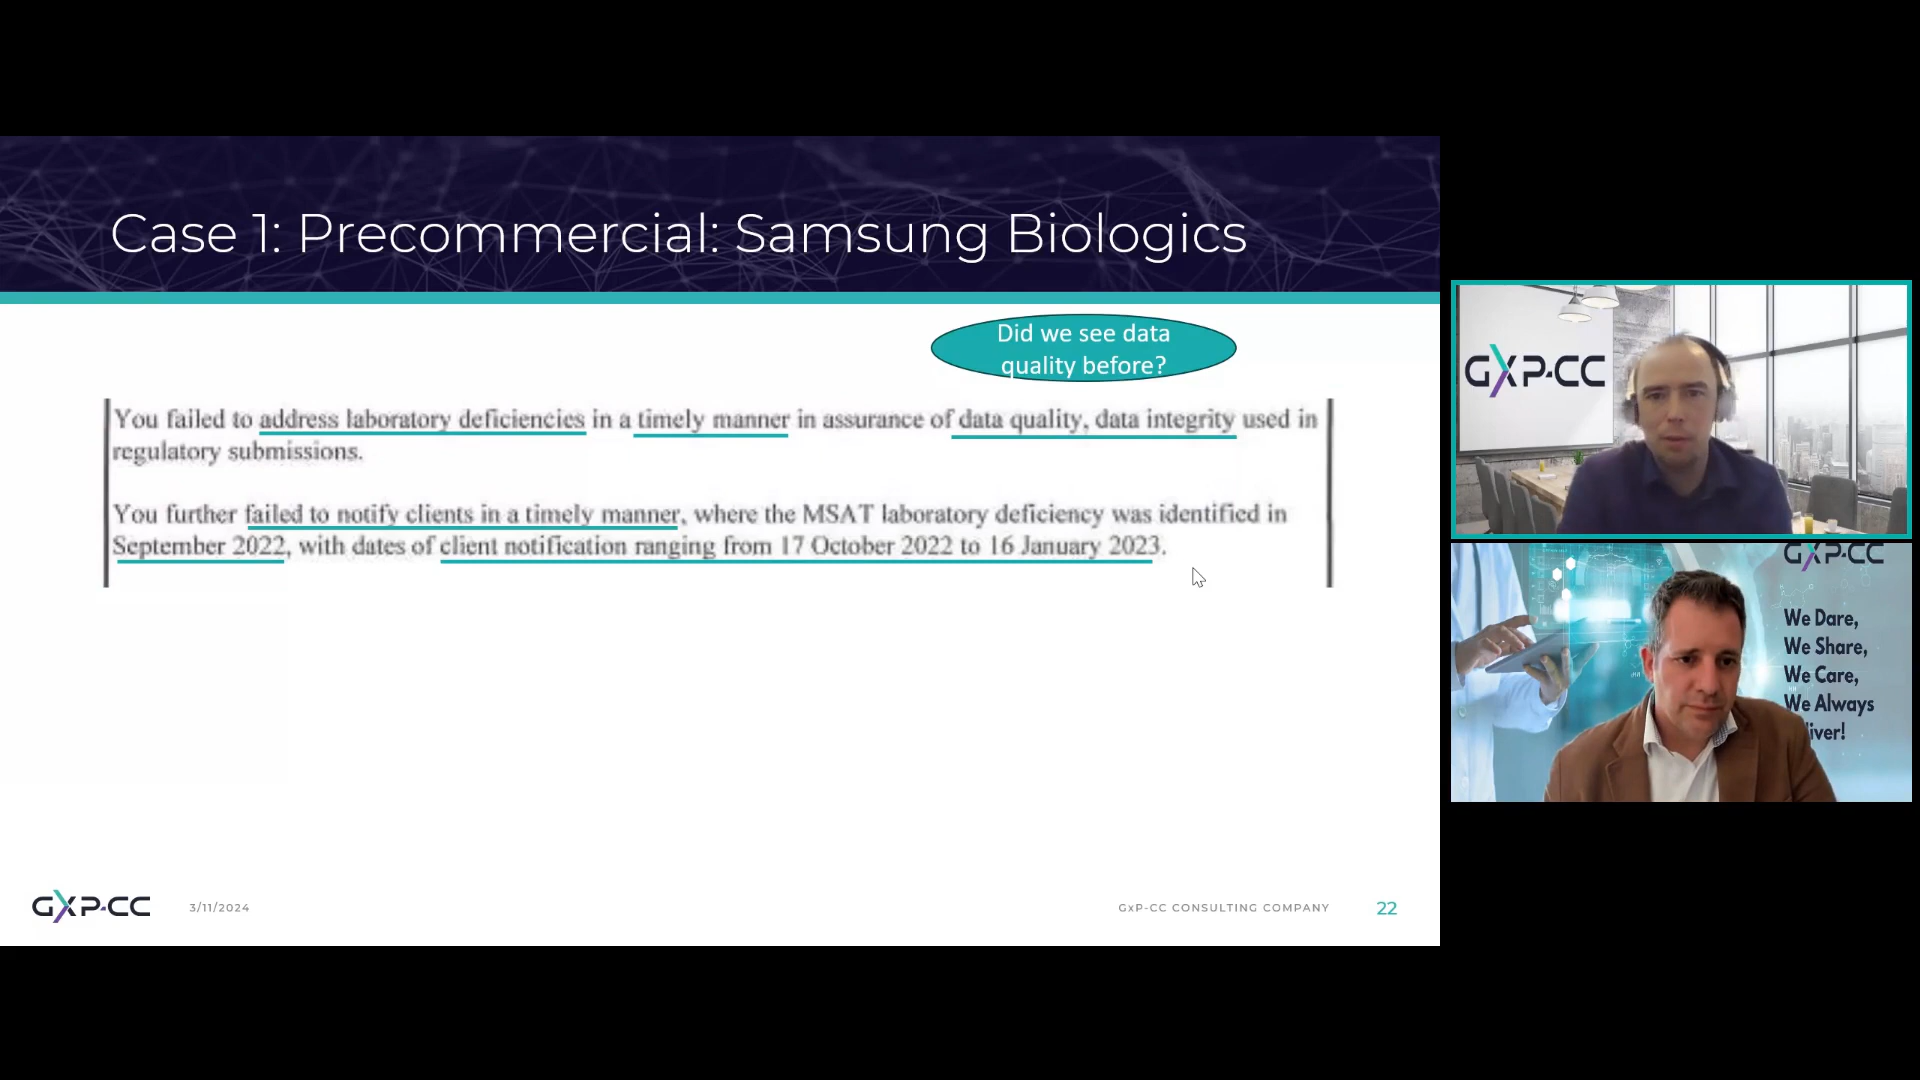 Case 1: Precommercial: Samsung Biologics
Did we see data
quality before?
You failed to address laboratory deficiencies in a timely manner in assurance of data quality, data integrity used in
regulatory submissions.
You further failed to notify clients in a timely manner, where the MSAT laboratory deficiency was identified in
September 2022, with dates of client notification ranging from 17 October 2022 to 16 January 2023.
GXP-CC
3/11/2024
GxP-CC CONSULTING COMPANY
22
GXP-CC
GXP-CC
We Dare,
We Share,
We Care,
We Always
iver!